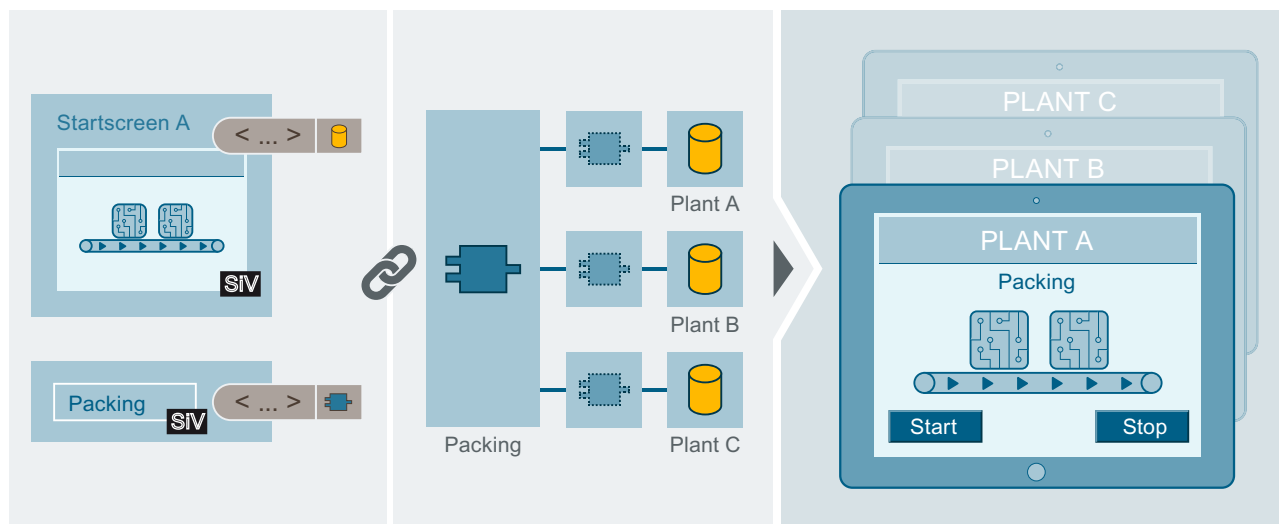 Startscreen A
< ... >
SiV
Packing
< ... >
SiV
Plant A
Plant B
Plant C
Packing
PLANT C
PLANT B
PLANT A
Packing
Start
Stop